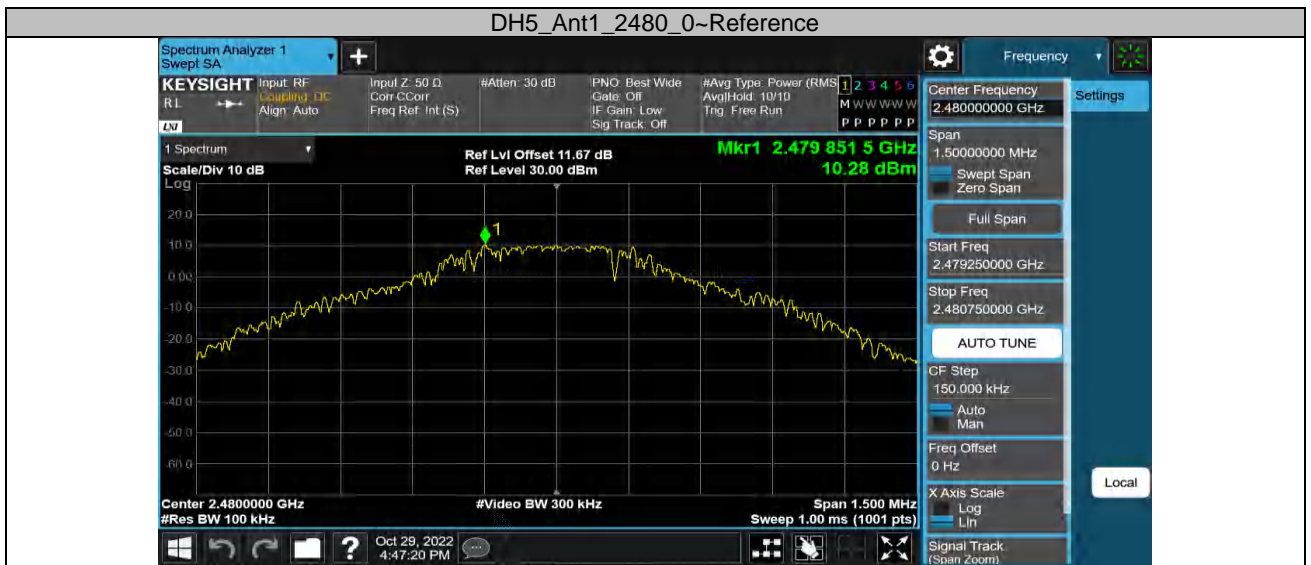 DH5_Ant1_2480_0~Reference
Spectrum Analyzer 1
Swept SA
+
Frequency
KEYSIGHT
RL
LXI
Input: RF
Coupling: DC
Align: Auto
Input Z: 50 Ω
Corr CCorr
Freq Ref: Int (S)
#Atten: 30 dB
PNO: Best Wide
Gate: Off
IF Gain: Low
Sig Track: Off
#Avg Type: Power (RMS
Avg|Hold: 10/10
Trig: Free Run
1 2 3 4 5 6
M W W W W W
P P P P P P
Center Frequency
2.480000000 GHz
Settings
Span
1.50000000 MHz
Swept Span
Zero Span
Full Span
Start Freq
2.479250000 GHz
Stop Freq
2.480750000 GHz
AUTO TUNE
CF Step
150.000 kHz
Auto
Man
Freq Offset
0 Hz
X Axis Scale
Log
Lin
Signal Track
(Span Zoom)
Local
1 Spectrum
Scale/Div 10 dB
Log
Ref Lvl Offset 11.67 dB
Ref Level 30.00 dBm
Mkr1 2.479 851 5 GHz
10.28 dBm
1
20.0
10.0
0.00
-10.0
-20.0
-30.0
-40.0
-50.0
-60.0
Center 2.4800000 GHz
#Res BW 100 kHz
#Video BW 300 kHz
Span 1.500 MHz
Sweep 1.00 ms (1001 pts)
?
Oct 29, 2022
4:47:20 PM